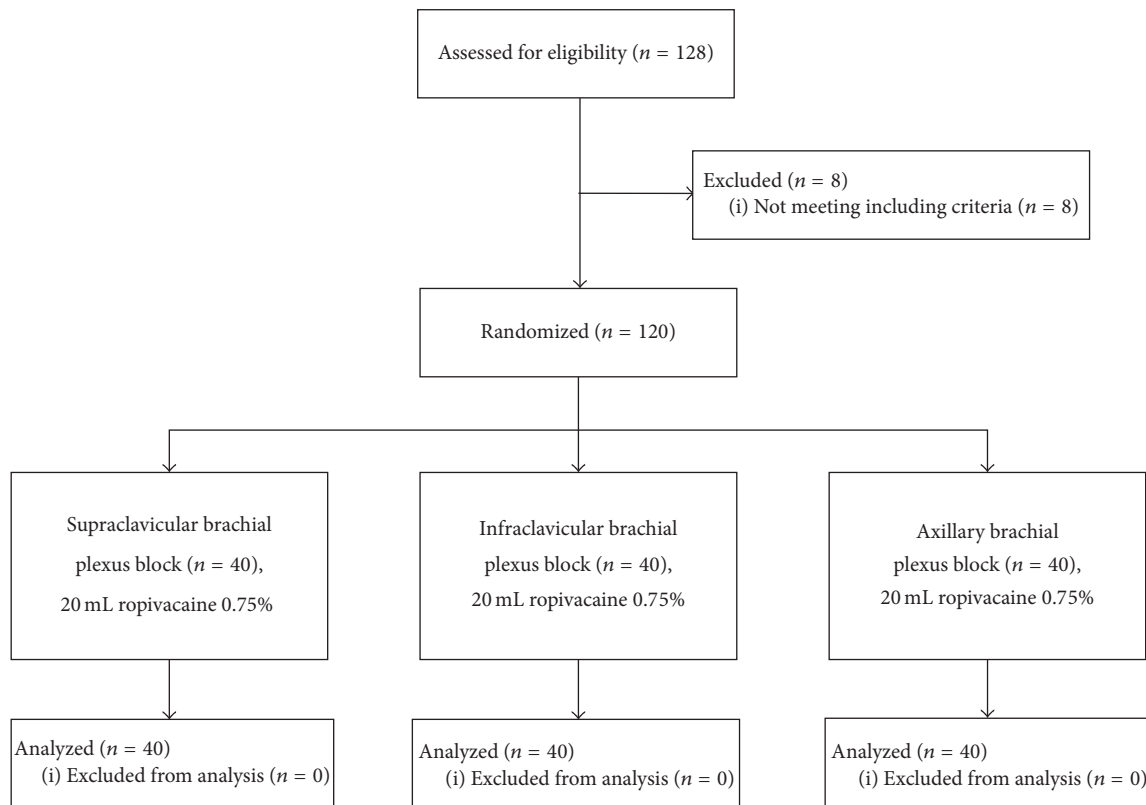 Assessed for eligibility (n = 128)
Excluded (n = 8)
(i) Not meeting including criteria (n = 8)
Randomized (n = 120)
Supraclavicular brachial
plexus block (n = 40),
20 mL ropivacaine 0.75%
Infraclavicular brachial
plexus block (n = 40),
20 mL ropivacaine 0.75%
Axillary brachial
plexus block (n = 40),
20 mL ropivacaine 0.75%
Analyzed (n = 40)
(i) Excluded from analysis (n = 0)
Analyzed (n = 40)
(i) Excluded from analysis (n = 0)
Analyzed (n = 40)
(i) Excluded from analysis (n = 0)